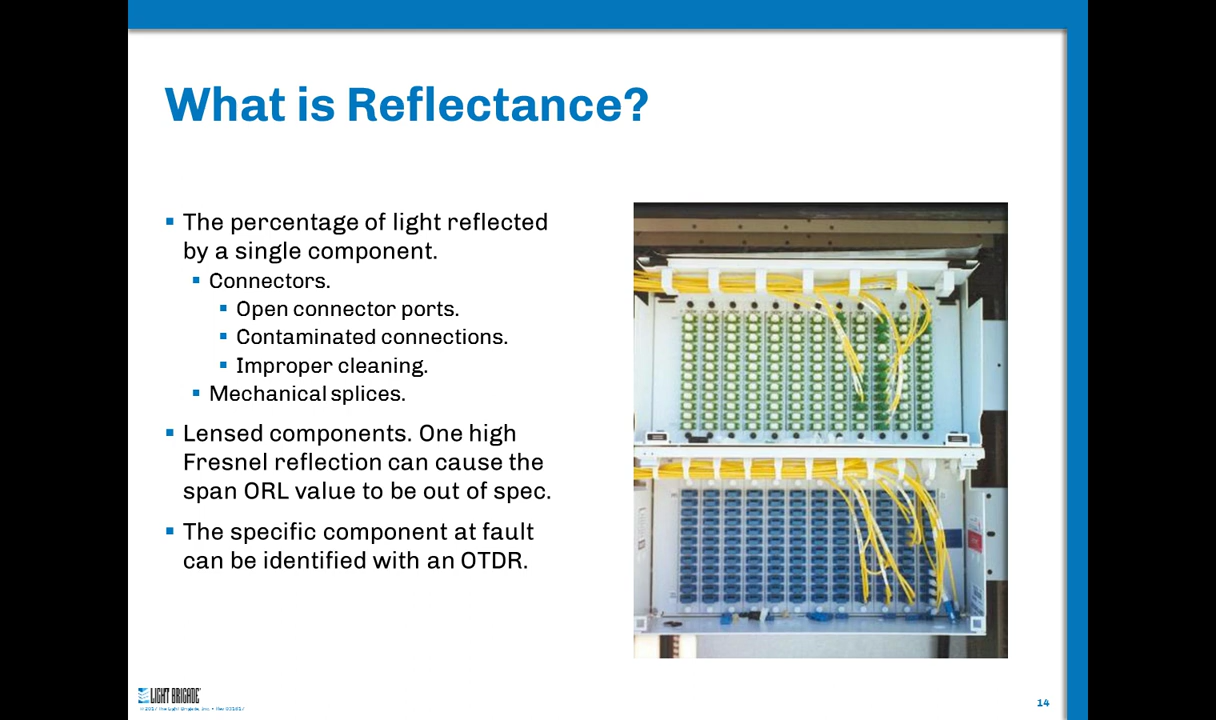 What is Reflectance?
▪ The percentage of light reflected
by a single component.
▪ Connectors.
▪ Open connector ports.
▪ Contaminated connections.
▪ Improper cleaning.
▪ Mechanical splices.
▪ Lensed components. One high
Fresnel reflection can cause the
span ORL value to be out of spec.
▪ The specific component at fault
can be identified with an OTDR.
LIGHT BRIGADE
14